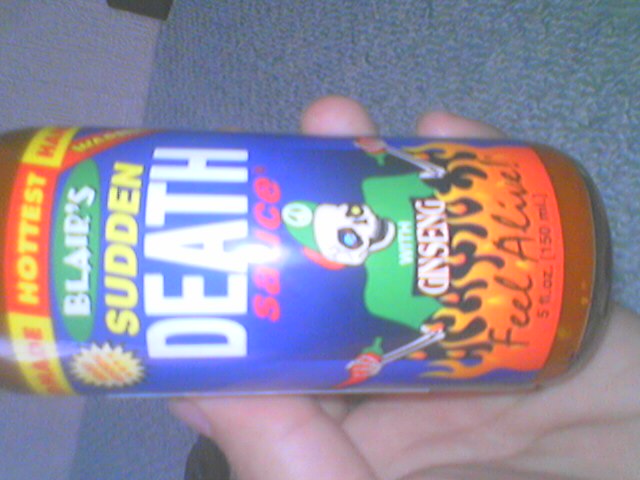 HOTTEST
BLAIR'S
SUDDEN
DEATH
sauce
WITH
GINSENG
Feel Alive!
5 fl.oz. [150 mL]